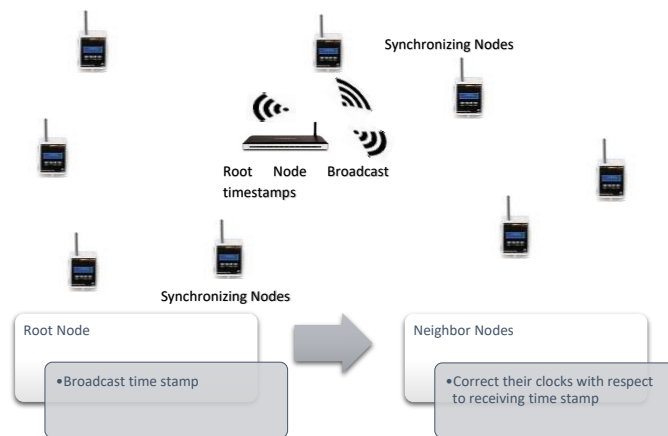 Synchronizing Nodes
Root Node Broadcast
timestamps
Synchronizing Nodes
Root Node
•Broadcast time stamp
Neighbor Nodes
•Correct their clocks with respect
to receiving time stamp